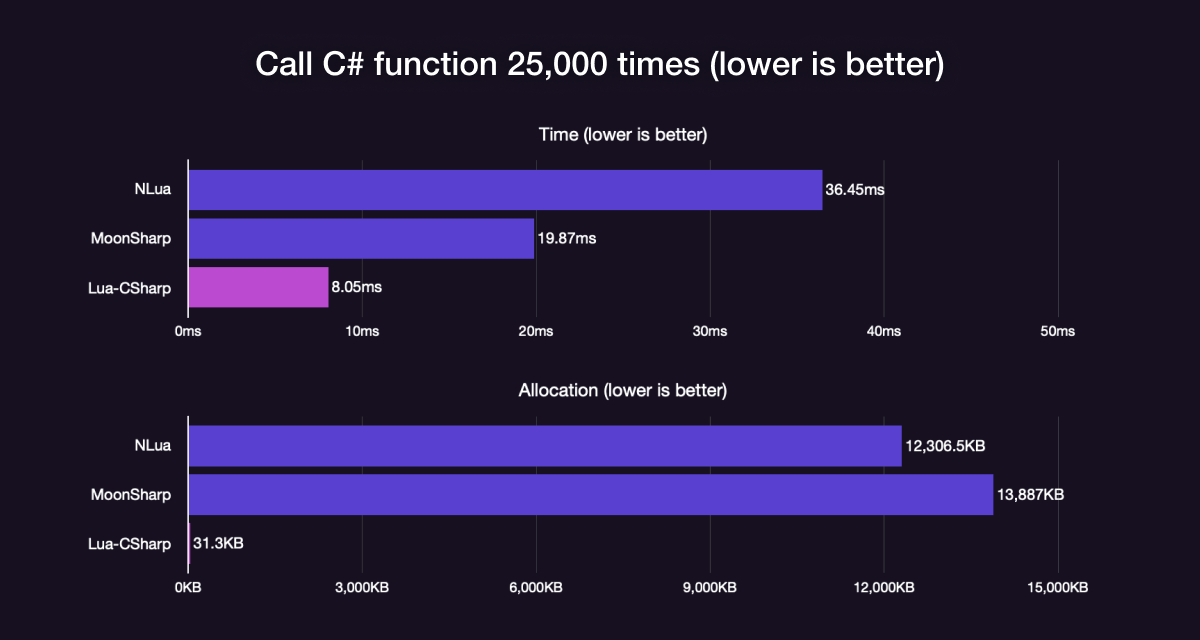 Call C# function 25,000 times (lower is better)
Time (lower is better)
NLua 36.45ms
MoonSharp 19.87ms
Lua-CSharp 8.05ms
0ms 10ms 20ms 30ms 40ms 50ms
Allocation (lower is better)
NLua 12,306.5KB
MoonSharp 13,887KB
Lua-CSharp 31.3KB
0KB 3,000KB 6,000KB 9,000KB 12,000KB 15,000KB